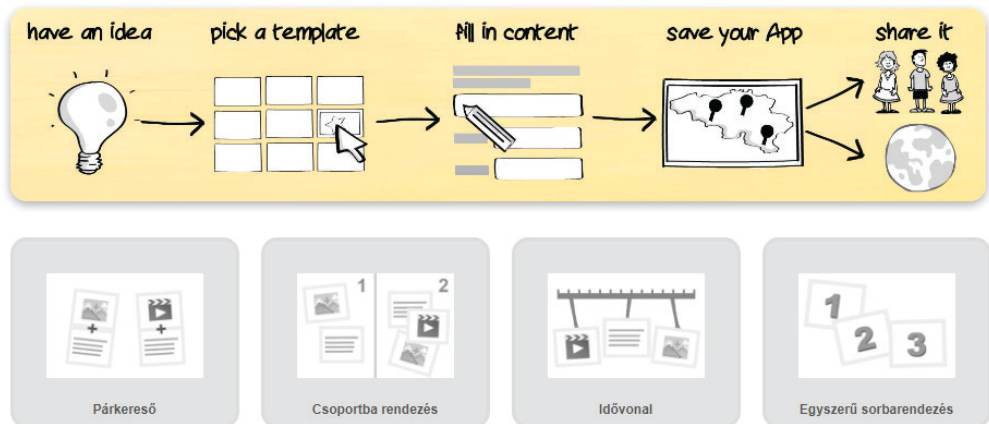 have an idea
pick a template
fill in content
save your App
share it
1
2
1
2
3
Párkereső
Csoportba rendezés
Idővonal
Egyszerű sorbarendezés